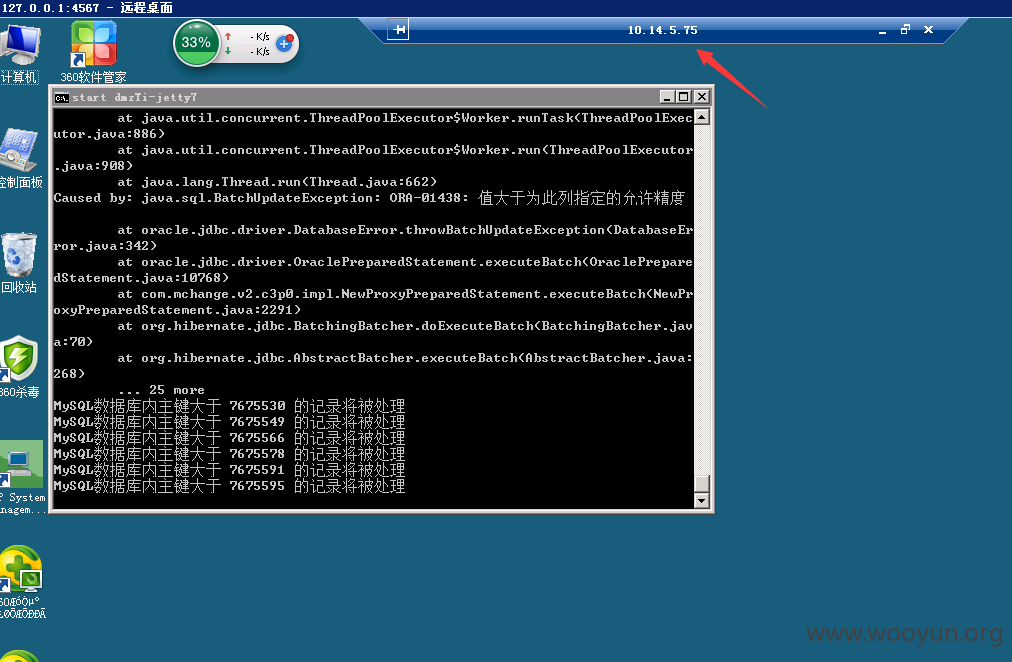 127.0.0.1:4567 - 远程桌面
10.14.5.75
33%
- K/s
- K/s
计算机
360软件管家
start dmzTi-jetty7
at java.util.concurrent.ThreadPoolExecutor$Worker.runTask(ThreadPoolExec
utor.java:886)
at java.util.concurrent.ThreadPoolExecutor$Worker.run(ThreadPoolExecutor
.java:908)
at java.lang.Thread.run(Thread.java:662)
Caused by: java.sql.BatchUpdateException: ORA-01438: 值大于为此列指定的允许精度
at oracle.jdbc.driver.DatabaseError.throwBatchUpdateException(DatabaseEr
ror.java:342)
at oracle.jdbc.driver.OraclePreparedStatement.executeBatch(OraclePrepare
dStatement.java:10768)
at com.mchange.v2.c3p0.impl.NewProxyPreparedStatement.executeBatch(NewPr
oxyPreparedStatement.java:2291)
at org.hibernate.jdbc.BatchingBatcher.doExecuteBatch(BatchingBatcher.jav
a:70)
at org.hibernate.jdbc.AbstractBatcher.executeBatch(AbstractBatcher.java:
268)
... 25 more
MySQL数据库内主键大于 7675530 的记录将被处理
MySQL数据库内主键大于 7675549 的记录将被处理
MySQL数据库内主键大于 7675566 的记录将被处理
MySQL数据库内主键大于 7675578 的记录将被处理
MySQL数据库内主键大于 7675591 的记录将被处理
MySQL数据库内主键大于 7675595 的记录将被处理
控制面板
回收站
360杀毒
System
nagem...
www.wooyun.org